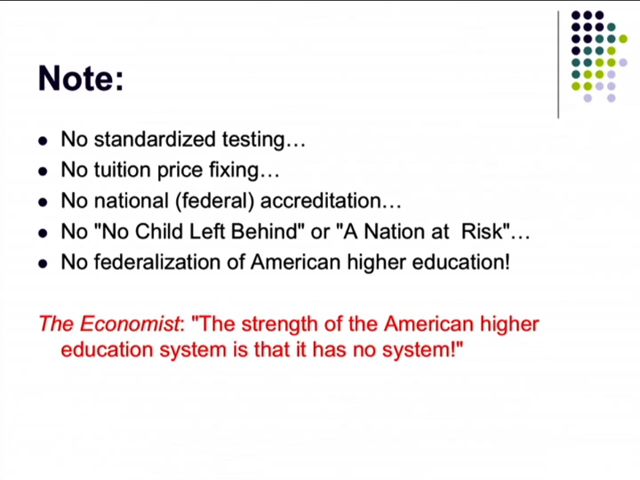 Note:
No standardized testing…
No tuition price fixing…
No national (federal) accreditation…
No "No Child Left Behind" or "A Nation at  Risk"…
No federalization of American higher education!
The Economist: "The strength of the American higher
education system is that it has no system!"